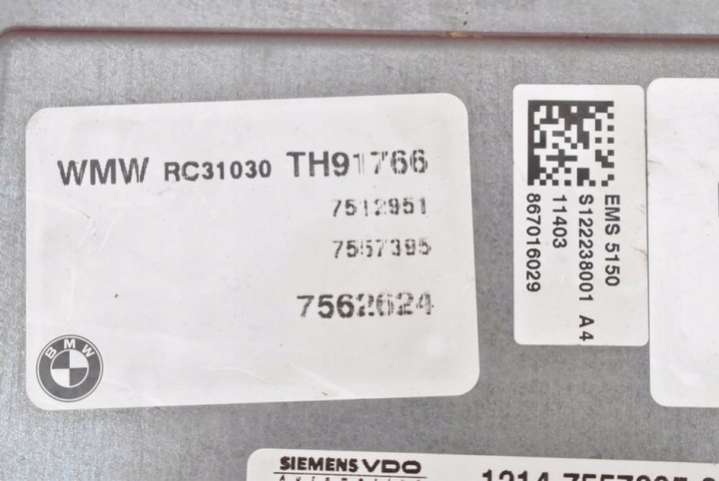 WMW RC31030 TH91766
7512951
7557395
7562624
BMW
EMS 5150
S122238001 A4
11403
867016029
SIEMENS VDO